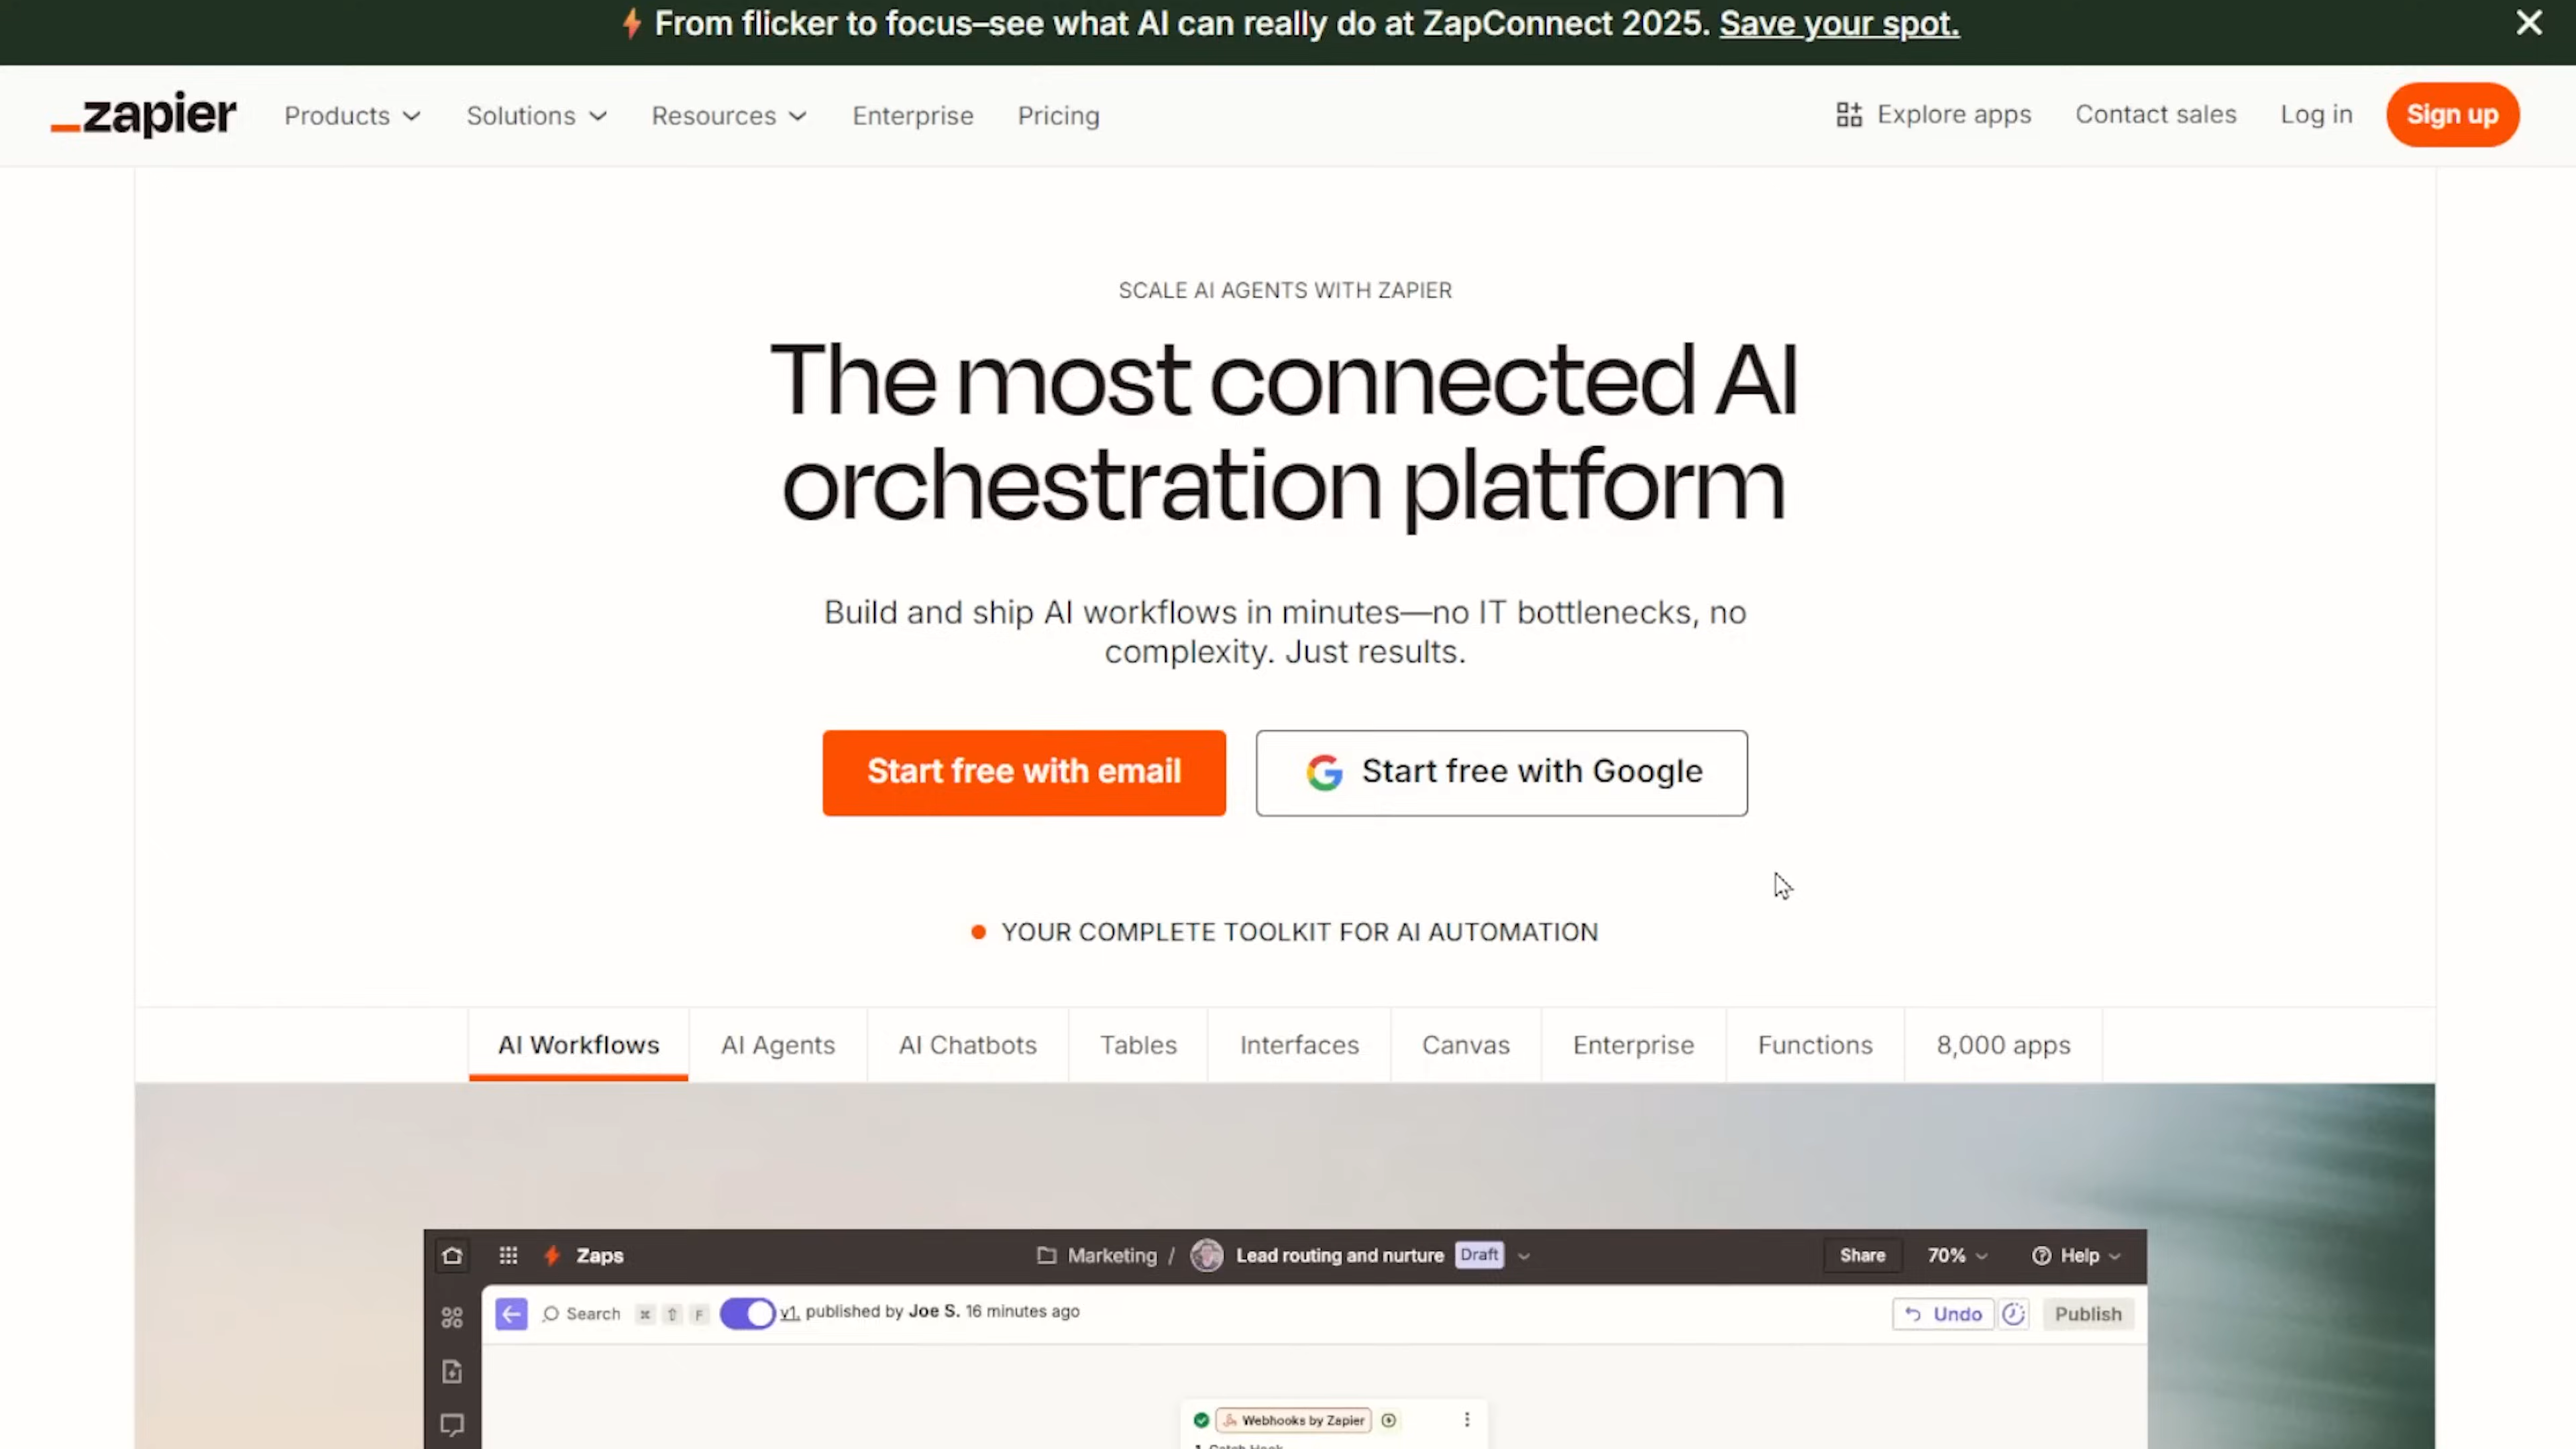 From flicker to focus–see what AI can really do at ZapConnect 2025. Save your spot.
zapier Products Solutions Resources Enterprise Pricing Explore apps Contact sales Log in Sign up
SCALE AI AGENTS WITH ZAPIER
The most connected AI
orchestration platform
Build and ship AI workflows in minutes—no IT bottlenecks, no
complexity. Just results.
Start free with email Start free with Google
YOUR COMPLETE TOOLKIT FOR AI AUTOMATION
AI Workflows AI Agents AI Chatbots Tables Interfaces Canvas Enterprise Functions 8,000 apps
Zaps Marketing / Lead routing and nurture Draft Share 70% Help
Search ⌘ ⇧ F v1. published by Joe S. 16 minutes ago Undo Publish
Webhooks by Zapier